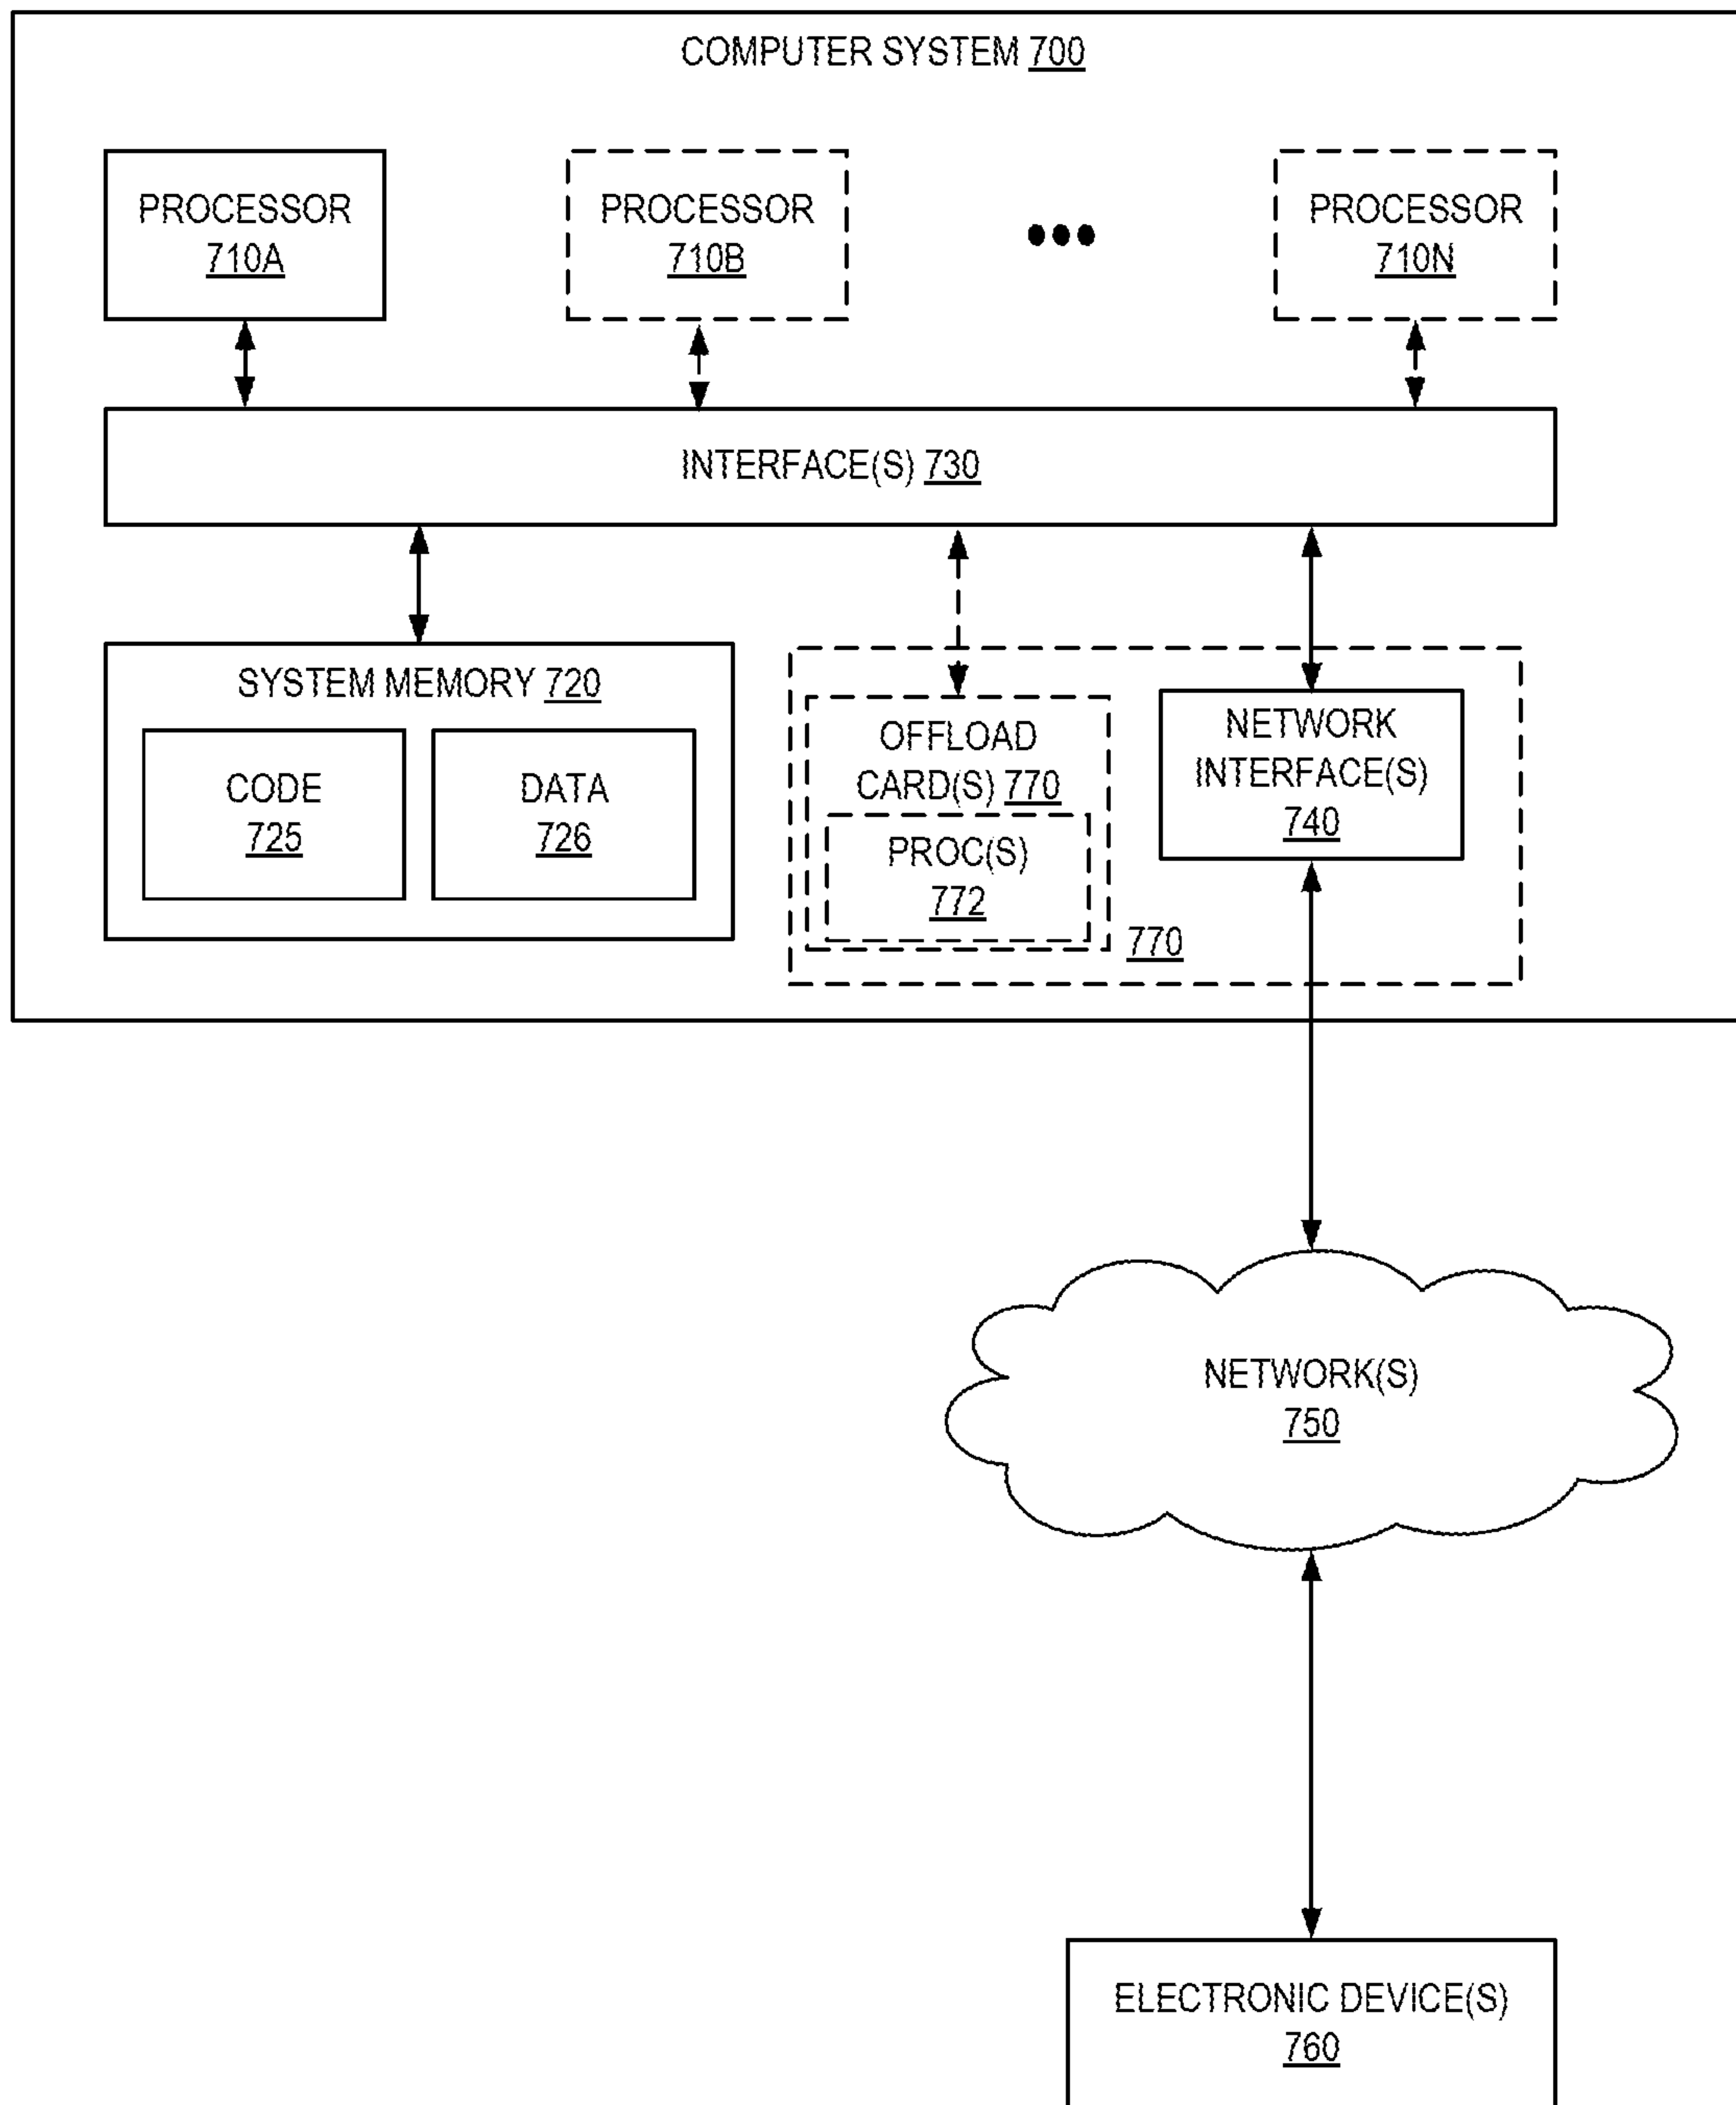 COMPUTER SYSTEM 700
PROCESSOR
710A
PROCESSOR
710B
PROCESSOR
710N
INTERFACE(S) 730
SYSTEM MEMORY 720
CODE
725
DATA
726
OFFLOAD
CARD(S) 770
PROC(S)
772
NETWORK
INTERFACE(S)
740
770
NETWORK(S)
750
ELECTRONIC DEVICE(S)
760